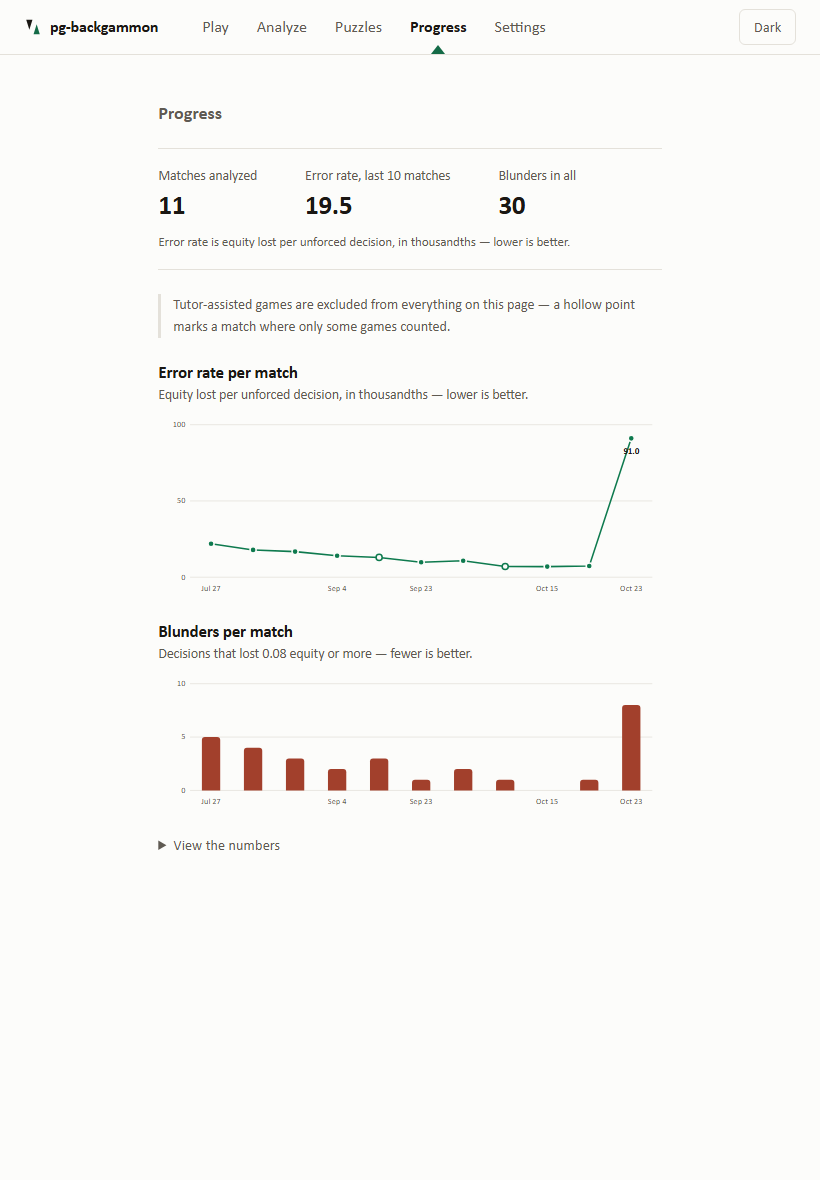 pg-backgammon Play Analyze Puzzles Progress Settings Dark
Progress
Matches analyzed Error rate, last 10 matches Blunders in all
11 19.5 30
Error rate is equity lost per unforced decision, in thousandths — lower is better.
Tutor-assisted games are excluded from everything on this page — a hollow point
marks a match where only some games counted.
Error rate per match
Equity lost per unforced decision, in thousandths — lower is better.
100
91.0
50
0
Jul 27 Sep 4 Sep 23 Oct 15 Oct 23
Blunders per match
Decisions that lost 0.08 equity or more — fewer is better.
10
5
0
Jul 27 Sep 4 Sep 23 Oct 15 Oct 23
View the numbers